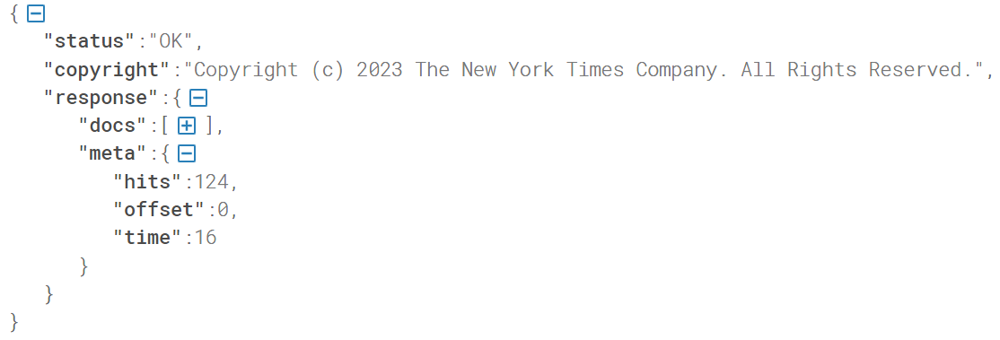 {
"status":"OK",
"copyright":"Copyright (c) 2023 The New York Times Company. All Rights Reserved.",
"response":{
"docs":[ ],
"meta":{
"hits":124,
"offset":0,
"time":16
}
}
}